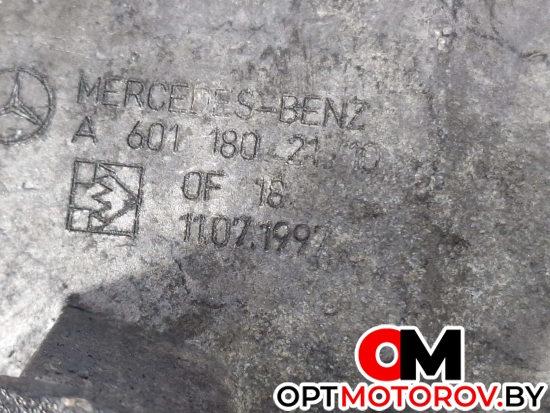 MERCEDES-BENZ
A 601 180 21 10
OF 18
11.07.1997
OM
OPTMOTOROV.BY